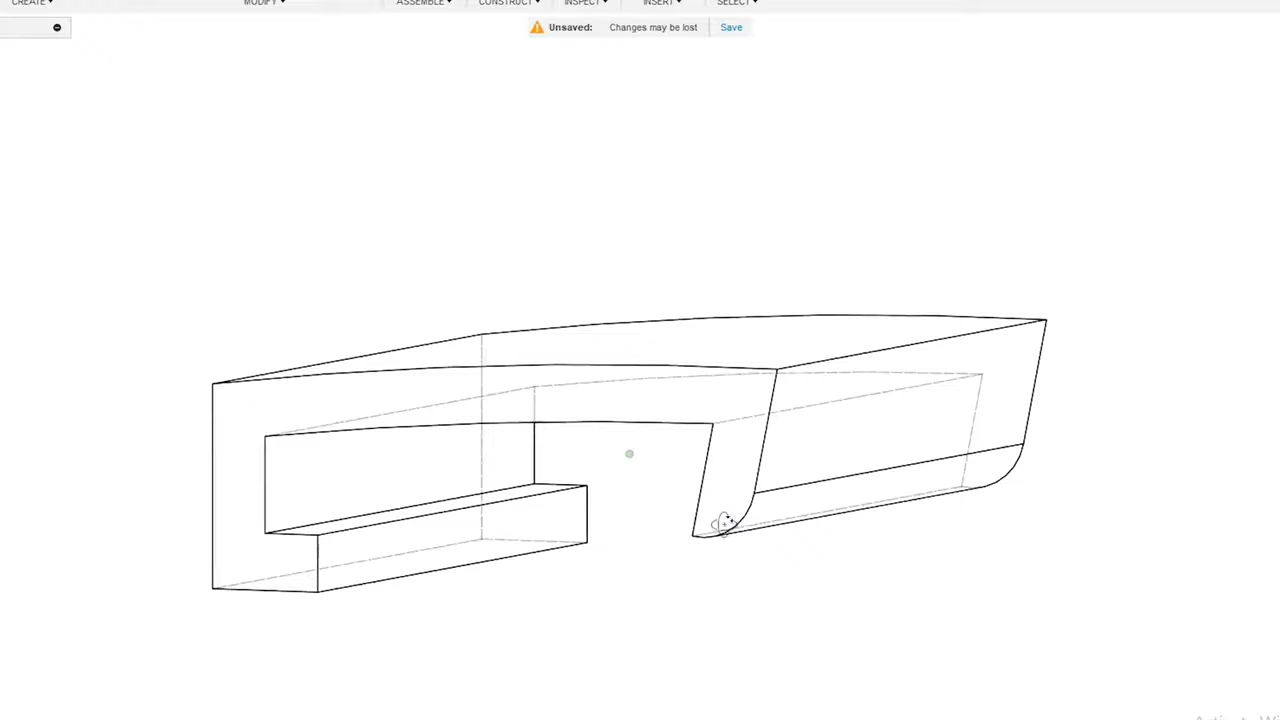 CREATE MODIFY ASSEMBLE CONSTRUCT INSPECT INSERT SELECT
Unsaved: Changes may be lost Save